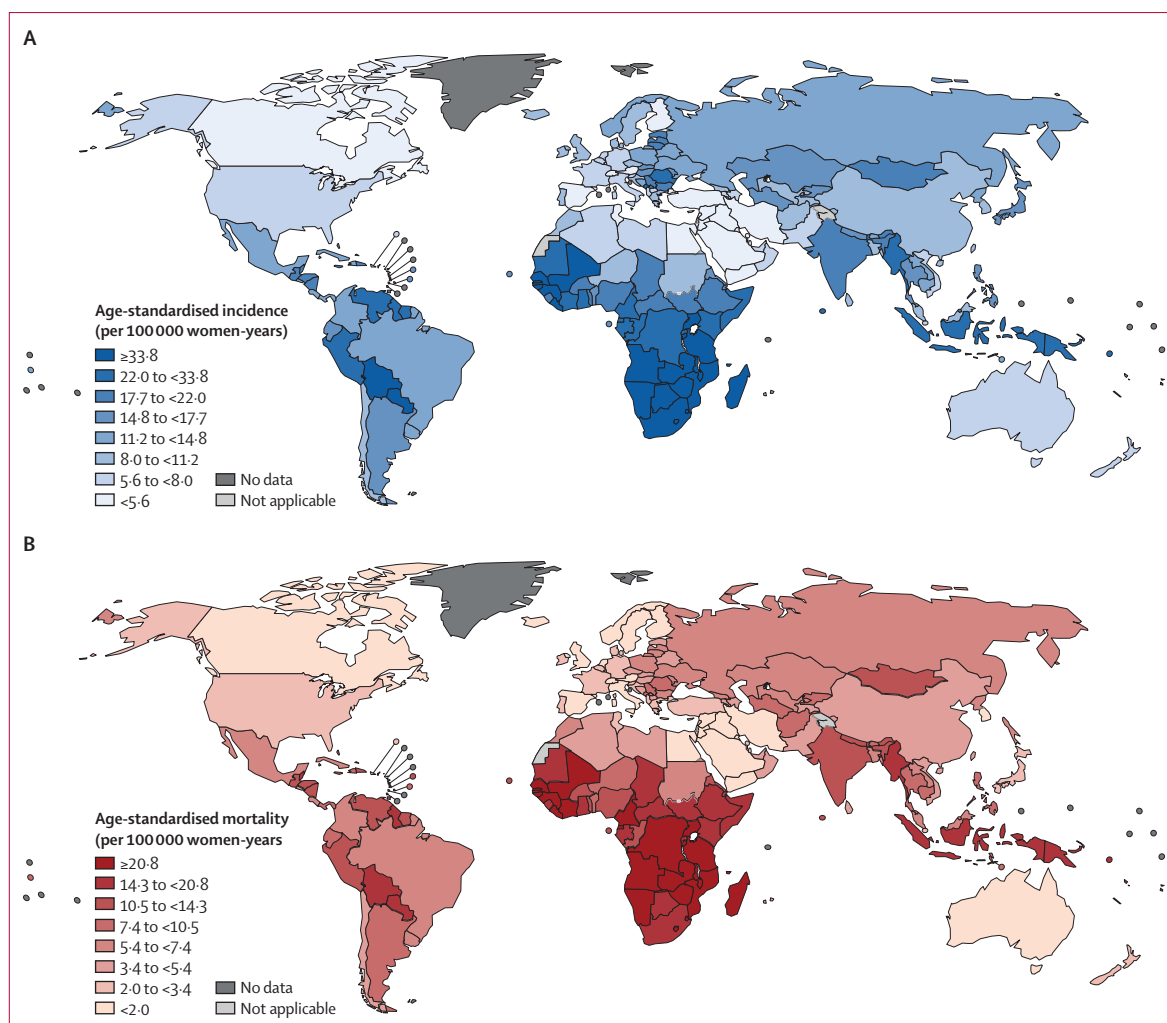 A
Age-standardised incidence
(per 100 000 women-years)
≥33·8
22·0 to <33·8
17·7 to <22·0
14·8 to <17·7
11·2 to <14·8
8·0 to <11·2
5·6 to <8·0
<5·6
No data
Not applicable
B
Age-standardised mortality
(per 100 000 women-years
≥20·8
14·3 to <20·8
10·5 to <14·3
7·4 to <10·5
5·4 to <7·4
3·4 to <5·4
2·0 to <3·4
<2·0
No data
Not applicable